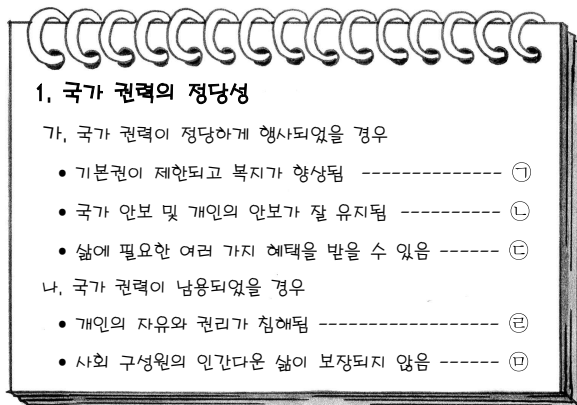 1. 국가 권력의 정당성
가. 국가 권력이 정당하게 행사되었을 경우
• 기본권이 제한되고 복지가 향상됨 -------------- ㉠
• 국가 안보 및 개인의 안보가 잘 유지됨 ---------- ㉡
• 삶에 필요한 여러 가지 혜택을 받을 수 있음 ------ ㉢
나. 국가 권력이 남용되었을 경우
• 개인의 자유와 권리가 침해됨 ------------------ ㉣
• 사회 구성원의 인간다운 삶이 보장되지 않음 ------ ㉤